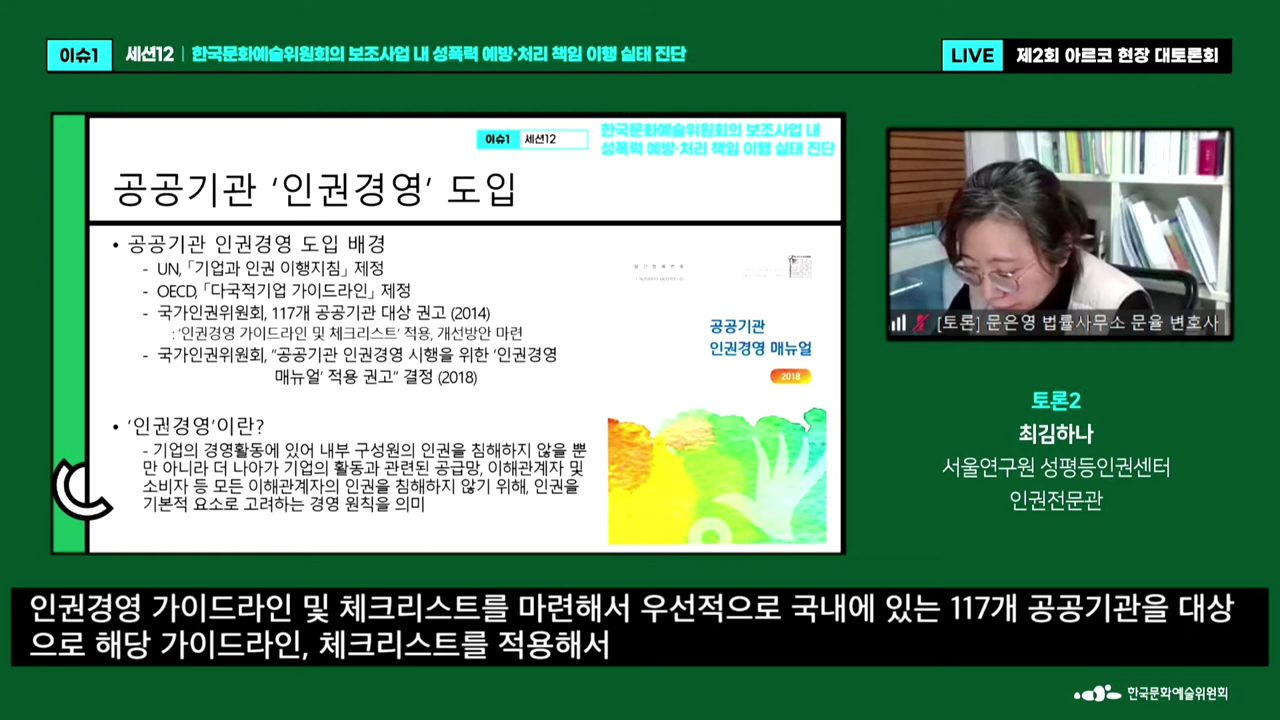 이슈1
세션12 | 한국문화예술위원회의 보조사업 내 성폭력 예방·처리 책임 이행 실태 진단
LIVE 제2회 아르코 현장 대토론회
이슈1 세션12
한국문화예술위원회의 보조사업 내
성폭력 예방·처리 책임 이행 실태 진단
공공기관 ‘인권경영’ 도입
• 공공기관 인권경영 도입 배경
- UN, 「기업과 인권 이행지침」 제정
- OECD, 「다국적기업 가이드라인」 제정
- 국가인권위원회, 117개 공공기관 대상 권고 (2014)
: ‘인권경영 가이드라인 및 체크리스트’ 적용, 개선방안 마련
- 국가인권위원회, “공공기관 인권경영 시행을 위한 ‘인권경영
매뉴얼’ 적용 권고” 결정 (2018)
• ‘인권경영’이란?
- 기업의 경영활동에 있어 내부 구성원의 인권을 침해하지 않을 뿐
만 아니라 더 나아가 기업의 활동과 관련된 공급망, 이해관계자 및
소비자 등 모든 이해관계자의 인권을 침해하지 않기 위해, 인권을
기본적 요소로 고려하는 경영 원칙을 의미
공공기관
인권경영 매뉴얼
2018
[토론] 문은영 법률사무소 문율 변호사
토론2
최김하나
서울연구원 성평등인권센터
인권전문관
인권경영 가이드라인 및 체크리스트를 마련해서 우선적으로 국내에 있는 117개 공공기관을 대상
으로 해당 가이드라인, 체크리스트를 적용해서
한국문화예술위원회